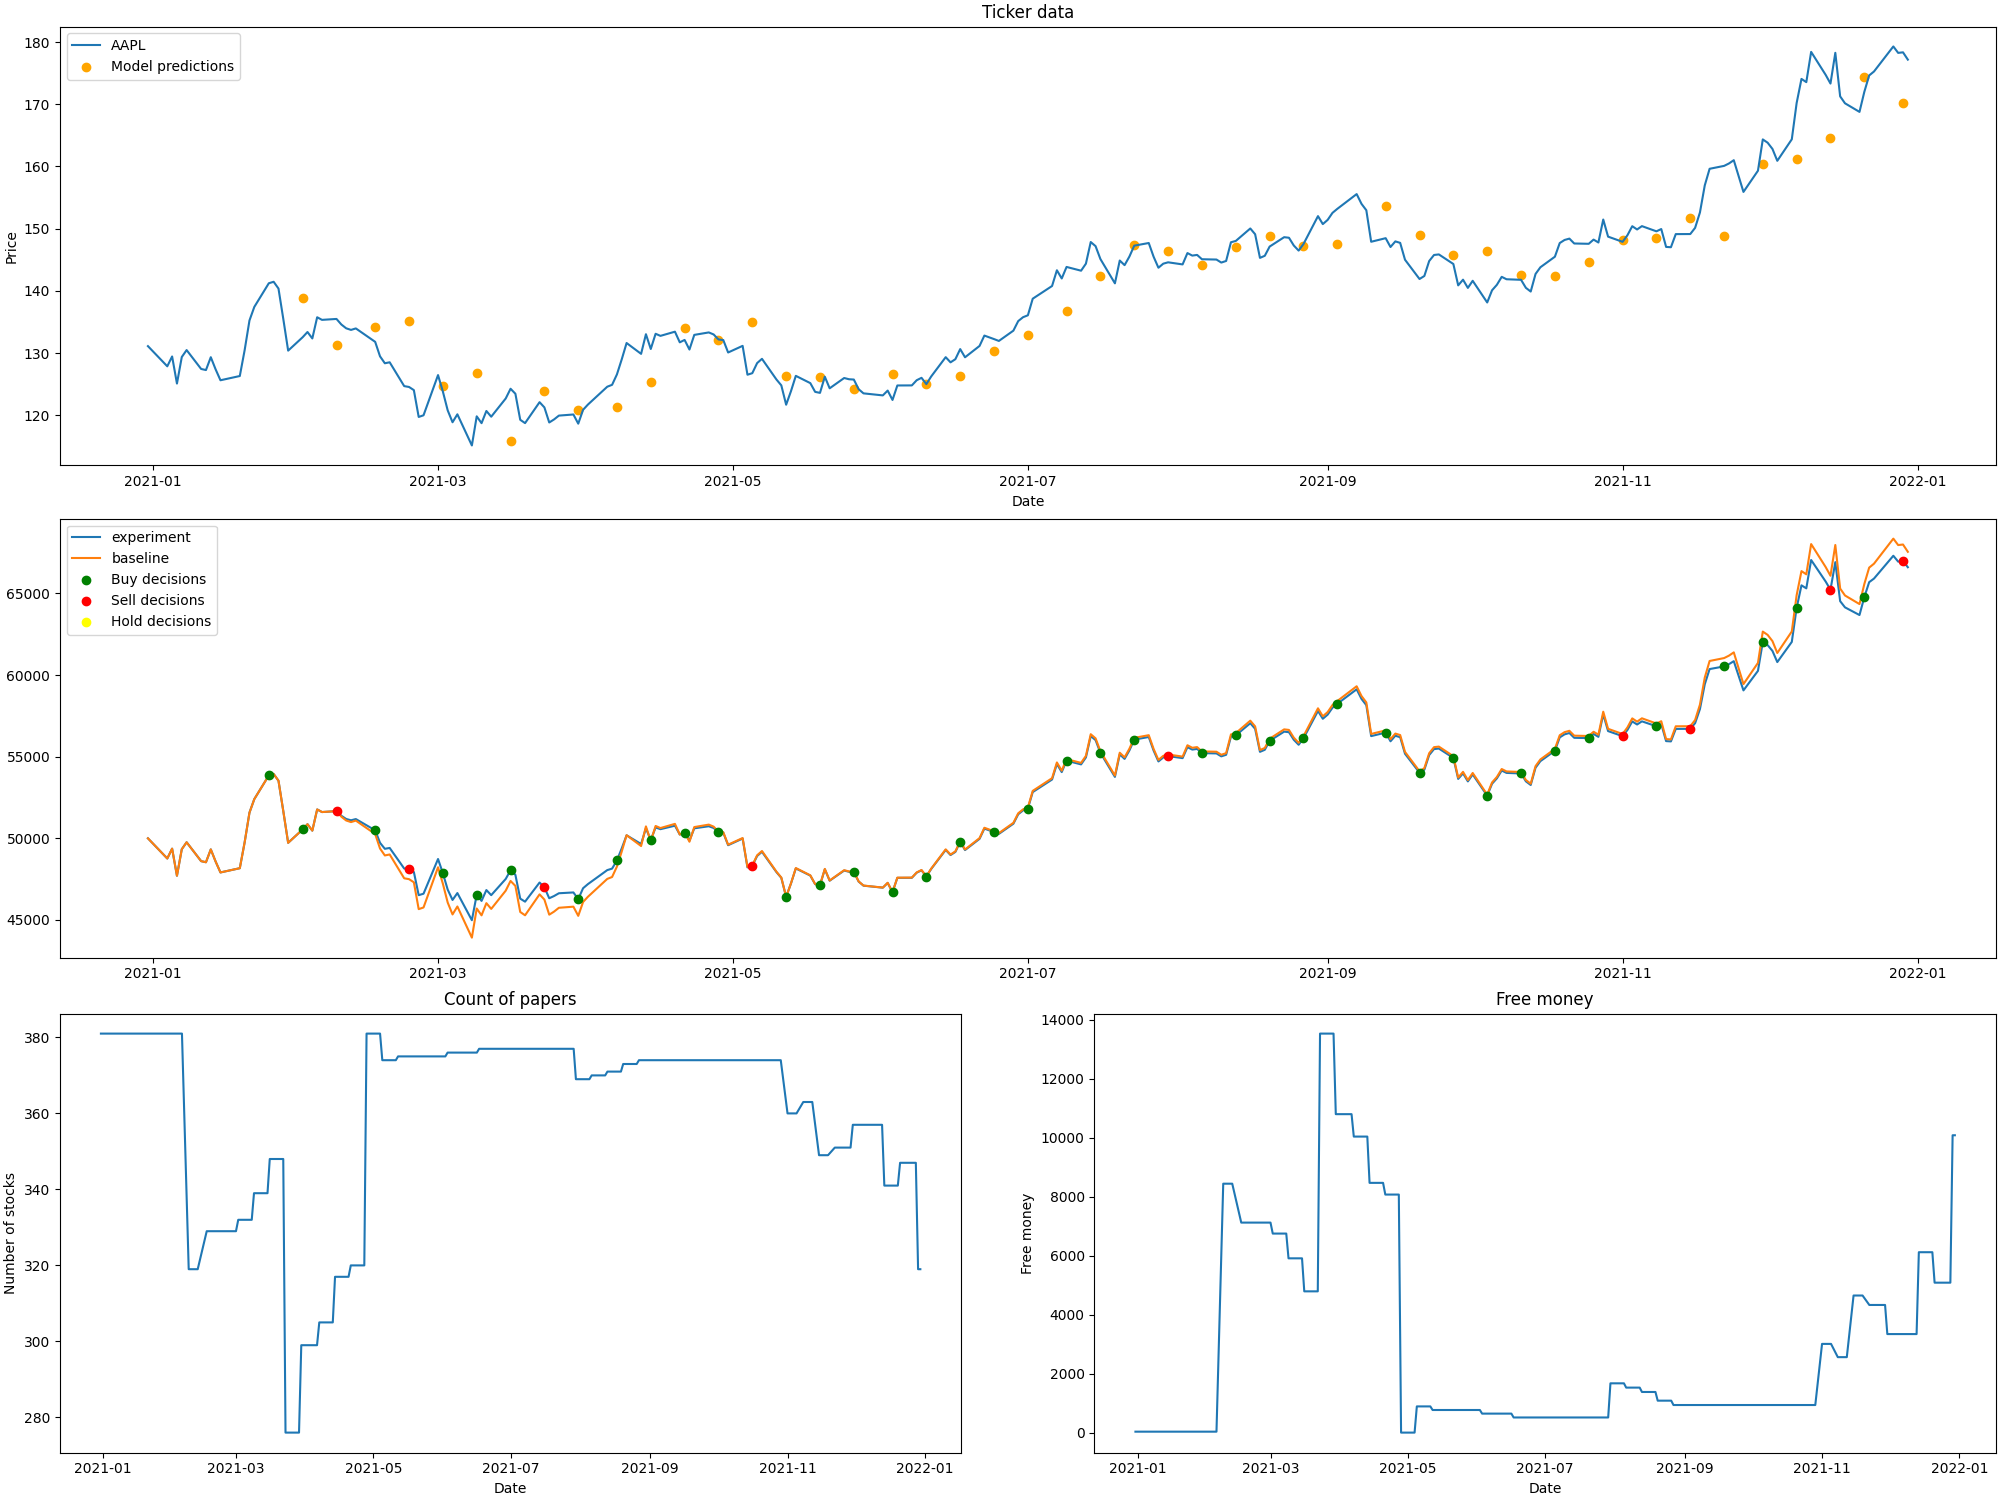 Ticker data
AAPL
Model predictions
180
170
160
150
140
130
120
Price
2021-01 2021-03 2021-05 2021-07 2021-09 2021-11 2022-01
Date
experiment
baseline
Buy decisions
Sell decisions
Hold decisions
65000
60000
55000
50000
45000
2021-01 2021-03 2021-05 2021-07 2021-09 2021-11 2022-01
Count of papers
380
360
340
320
300
280
Number of stocks
2021-01 2021-03 2021-05 2021-07 2021-09 2021-11 2022-01
Date
Free money
14000
12000
10000
8000
6000
4000
2000
0
Free money
2021-01 2021-03 2021-05 2021-07 2021-09 2021-11 2022-01
Date